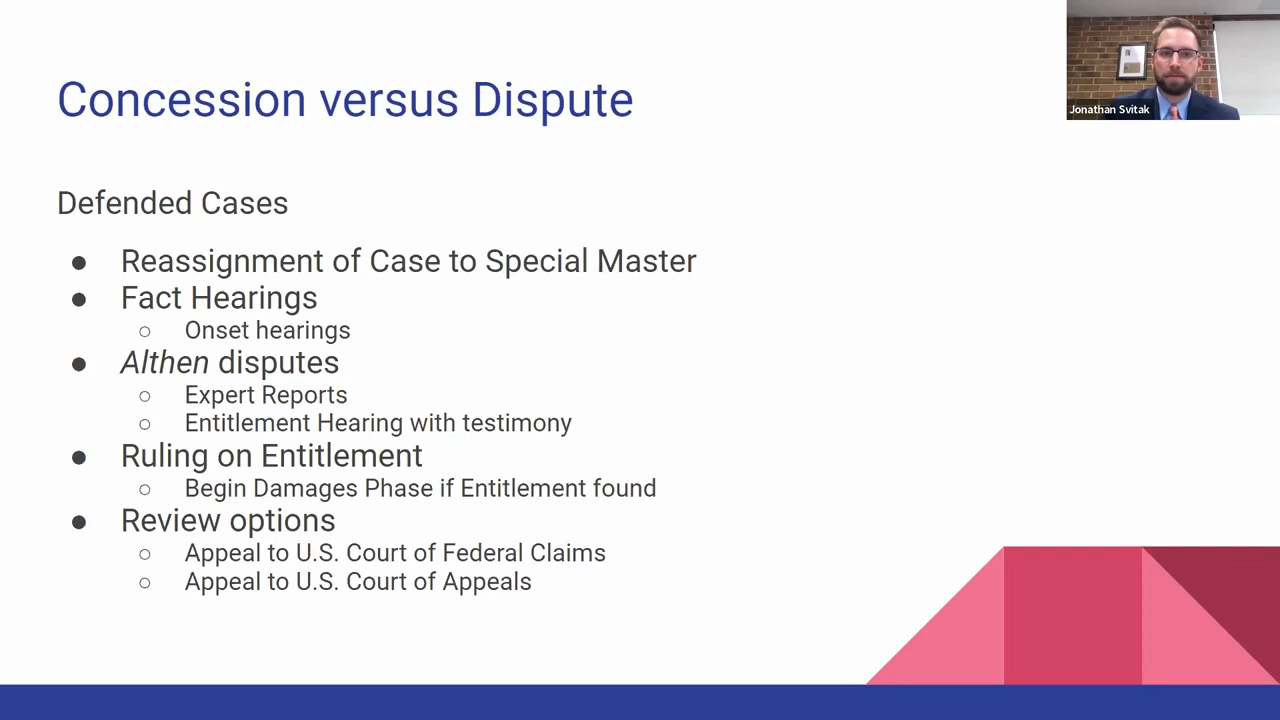 Concession versus Dispute
Jonathan Svitak
Defended Cases
● Reassignment of Case to Special Master
● Fact Hearings
○ Onset hearings
● Althen disputes
○ Expert Reports
○ Entitlement Hearing with testimony
● Ruling on Entitlement
○ Begin Damages Phase if Entitlement found
● Review options
○ Appeal to U.S. Court of Federal Claims
○ Appeal to U.S. Court of Appeals